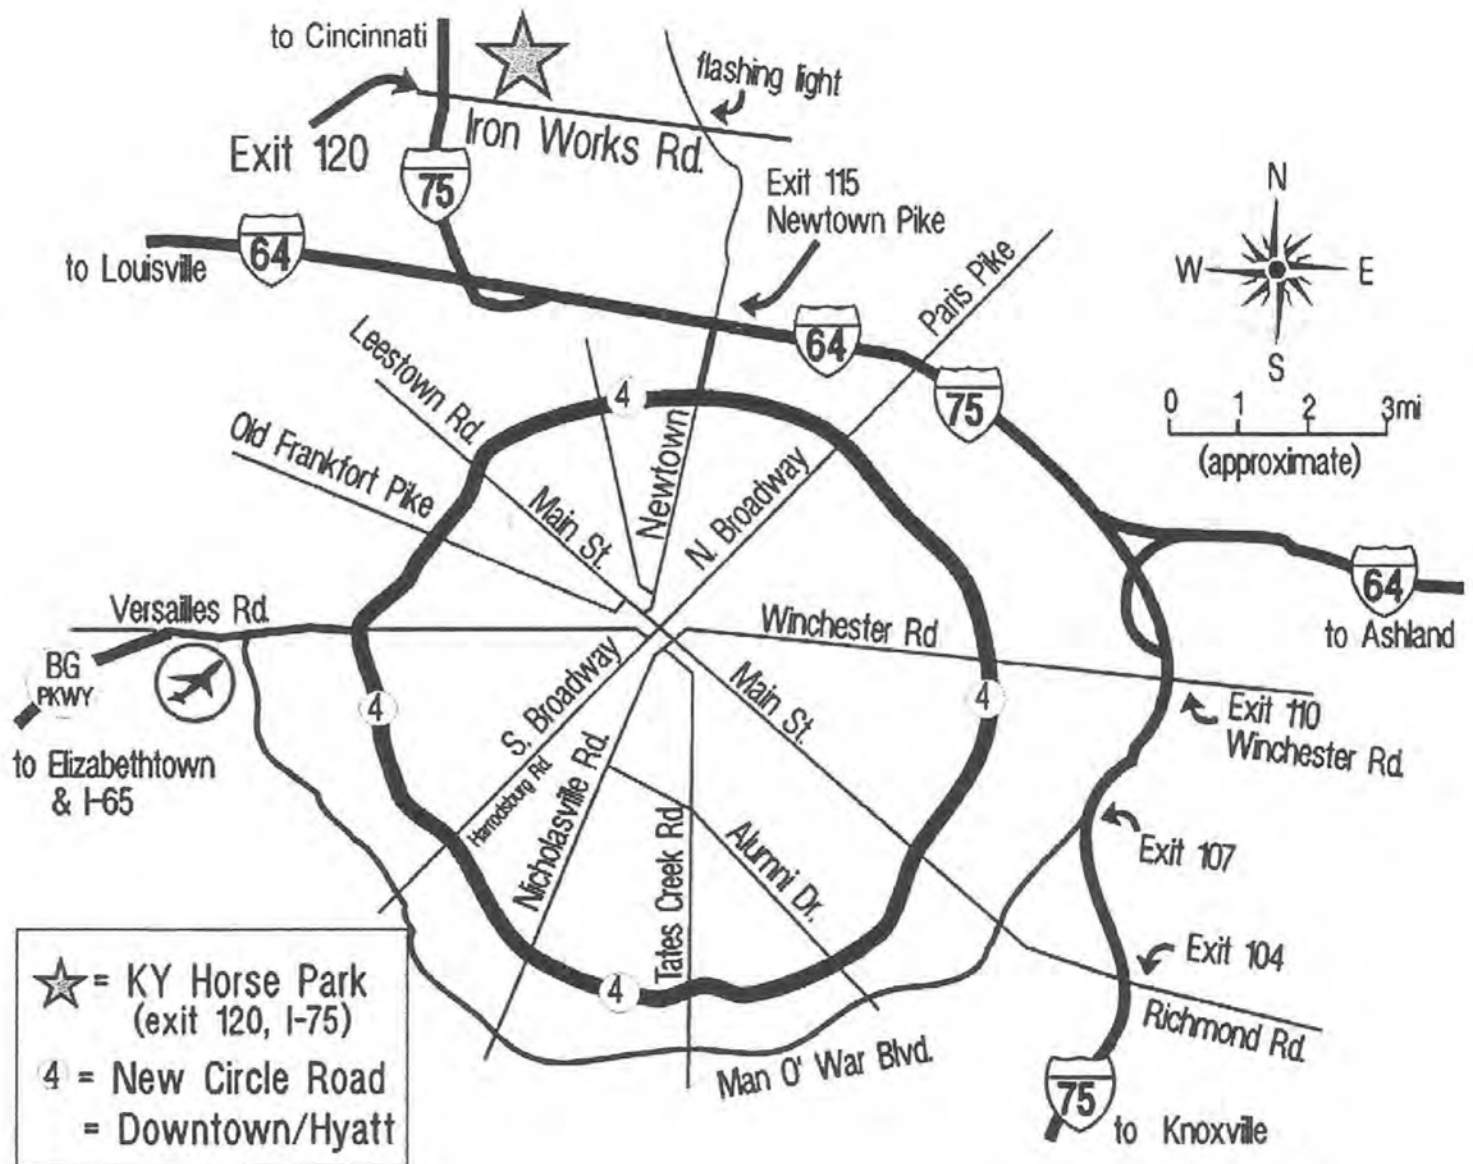 to Cincinnati
flashing light
Exit 120
Iron Works Rd.
75
Exit 115
Newtown Pike
64
to Louisville
N
W
E
S
Paris Pike
64
75
0 1 2 3mi
(approximate)
Leestown Rd.
4
Old Frankfort Pike
Newtown
N. Broadway
Main St.
64
to Ashland
Versailles Rd.
Winchester Rd
BG
PKWY
4
S. Broadway
Main St.
4
Exit 110
Winchester Rd.
to Elizabethtown
& I-65
Harrodsburg Rd
Nicholasville Rd.
Tates Creek Rd.
Alumni Dr.
Exit 107
Exit 104
Richmond Rd.
4
Man O' War Blvd.
75
to Knoxville
= KY Horse Park
(exit 120, I-75)
4 = New Circle Road
= Downtown/Hyatt